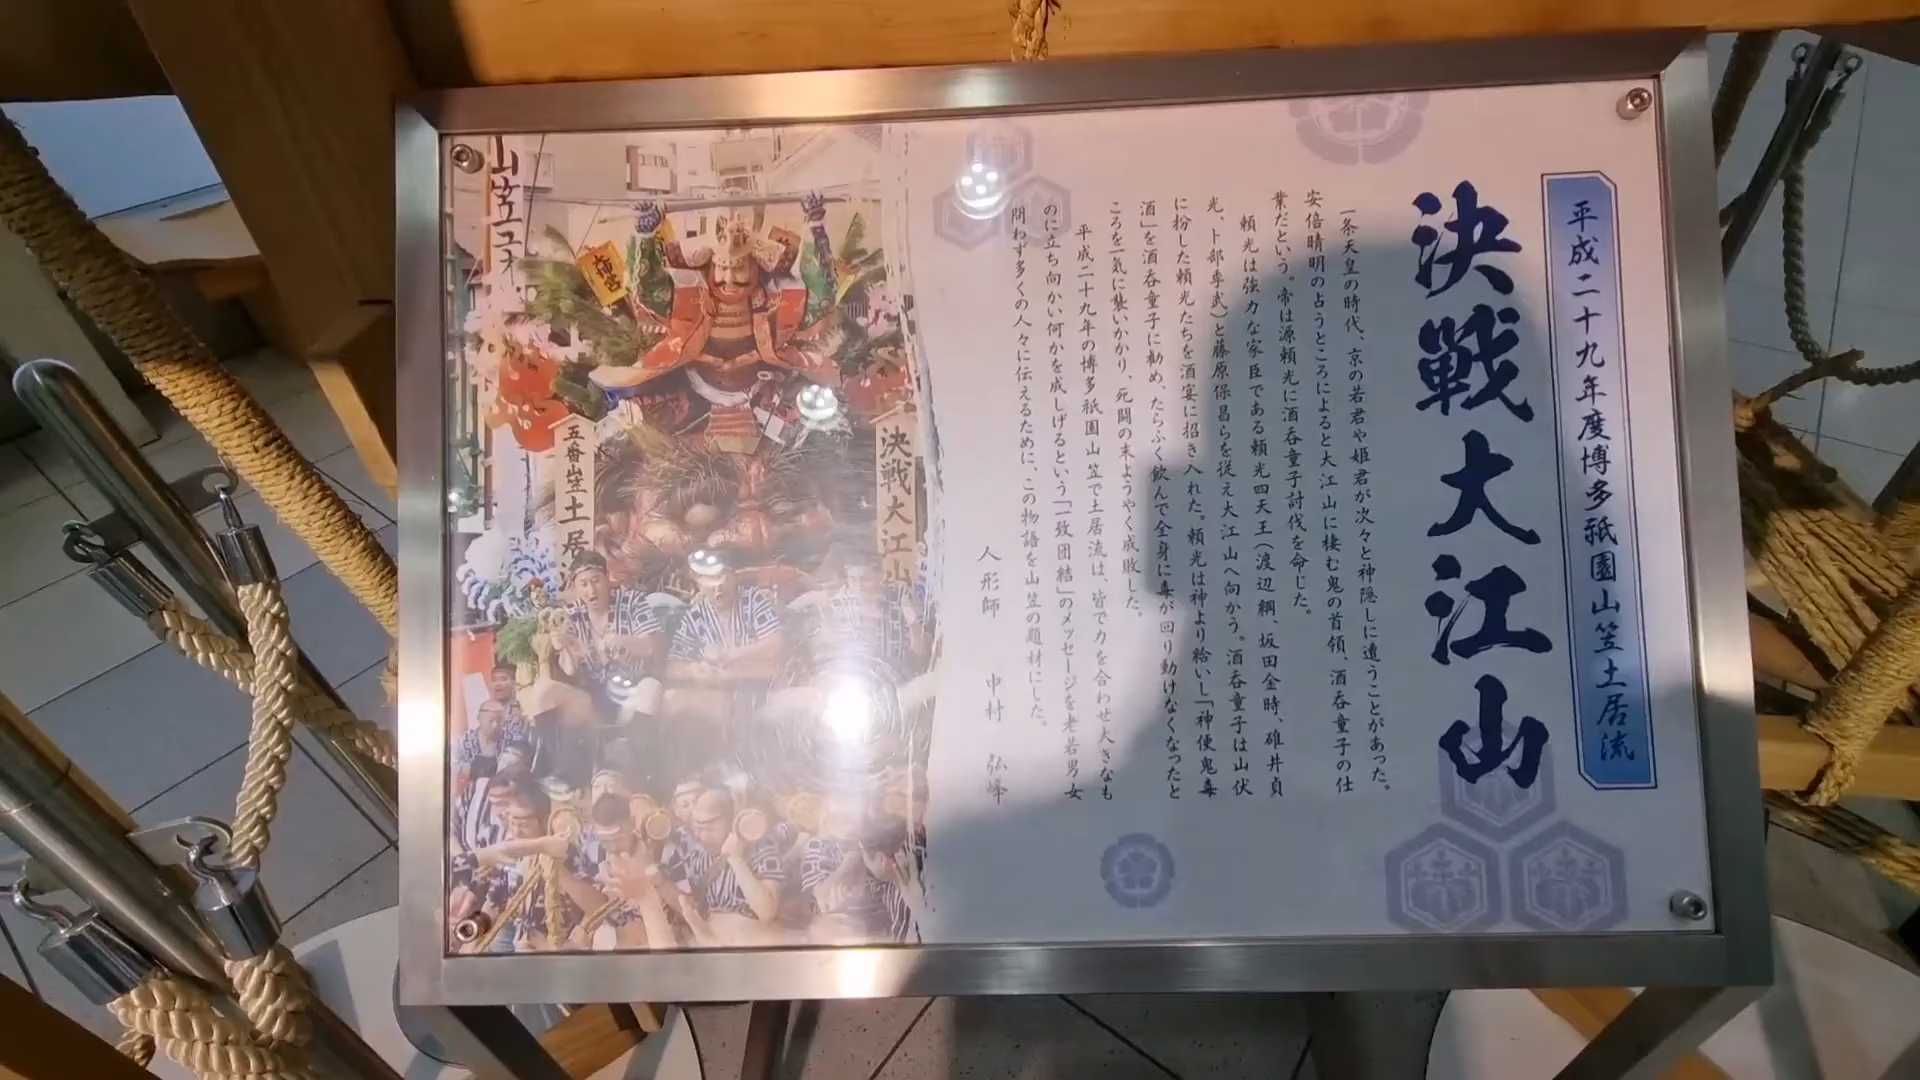 平成二十九年度博多祇園山笠土居流
決戦大江山
一条天皇の時代、京の若君や姫君が次々と神隠しに遭うことがあった。
安倍晴明の占うところによると大江山に棲む鬼の首領、酒呑童子の仕
業だという。帝は源頼光に酒呑童子討伐を命じた。
頼光は強力な家臣である頼光四天王(渡辺綱、坂田金時、碓井貞
光、卜部季武)と藤原保昌らを従え大江山へ向かう。酒呑童子は山伏
に扮した頼光たちを酒宴に招き入れた。頼光は神より給いし「神便鬼毒
酒」を酒呑童子に勧め、たらふく飲んで全身に毒が回り動けなくなったと
ころを一気に襲いかかり、死闘の末ようやく成敗した。
平成二十九年の博多祇園山笠で土居流は、皆で力を合わせ大きなも
のに立ち向かい何かを成しげるという「一致団結」のメッセージを老若男女
問わず多くの人々に伝えるために、この物語を山笠の題材にした。
人形師 中村 弘峰
決戦大江山
五番山笠土居
山笠